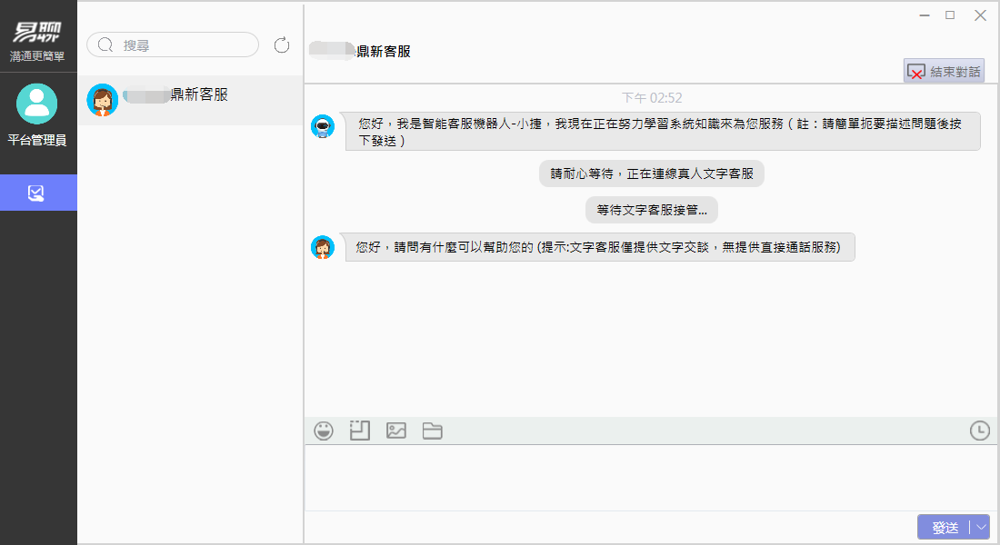 易聊
溝通更簡單
平台管理員
搜尋
鼎新客服
鼎新客服
結束對話
下午 02:52
您好，我是智能客服機器人-小捷，我現在正在努力學習系統知識來為您服務（註：請簡單扼要描述問題後按
下發送）
請耐心等待，正在連線真人文字客服
等待文字客服接管...
您好，請問有什麼可以幫助您的 (提示:文字客服僅提供文字交談，無提供直接通話服務)
發送